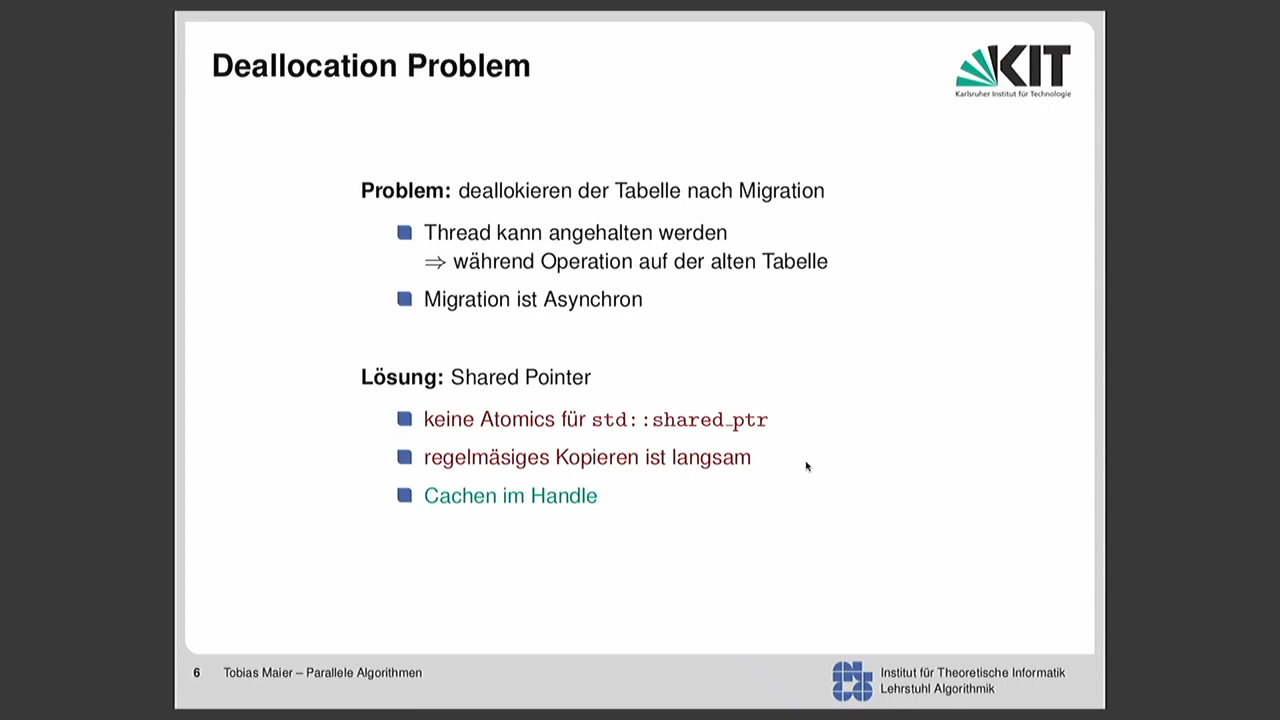 Deallocation Problem
KIT
Karlsruher Institut für Technologie
Problem: deallokieren der Tabelle nach Migration
Thread kann angehalten werden
⇒ während Operation auf der alten Tabelle
Migration ist Asynchron
Lösung: Shared Pointer
keine Atomics für std::shared_ptr
regelmäsiges Kopieren ist langsam
Cachen im Handle
6 Tobias Maier – Parallele Algorithmen
Institut für Theoretische Informatik
Lehrstuhl Algorithmik